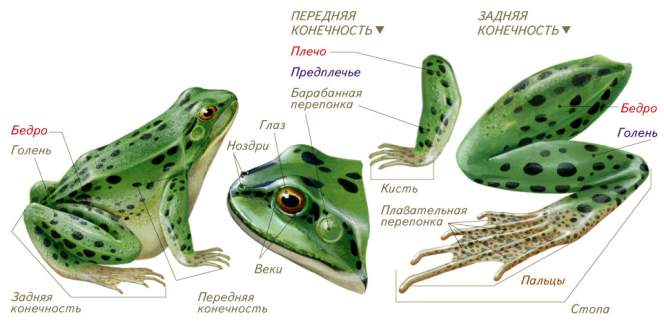 ПЕРЕДНЯЯ
КОНЕЧНОСТЬ
ЗАДНЯЯ
КОНЕЧНОСТЬ
Плечо
Предплечье
Барабанная
перепонка
Глаз
Ноздри
Бедро
Голень
Бедро
Голень
Кисть
Плавательная
перепонка
Веки
Пальцы
Задняя
конечность
Передняя
конечность
Стопа